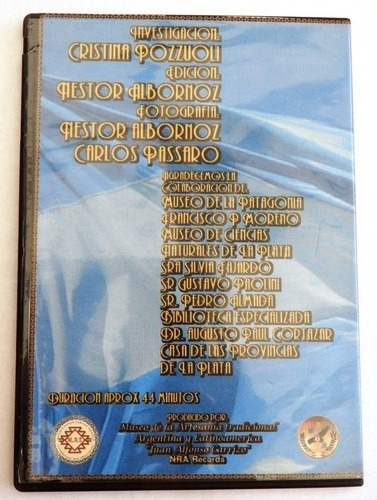 Investigacion.
Cristina Pozzuoli
Edicion.
Nestor Albornoz
Fotografia.
Nestor Albornoz
Carlos Passaro
Agradecemos la
colaboracion de:
Museo de la Patagonia
Francisco P Moreno
Museo de Ciencias
Naturales de La Plata
Sra Silvia Fajardo
Sr Gustavo Paolini
Sr. Pedro Almada
Biblioteca Especializada
Dr. Augusto Paul Cortazar
Casa de las Provincias
de La Plata
Duracion aprox 44 minutos
Producido por:
Museo de la Artesania Tradicional
Argentina y Latinoamerica
"Juan Alfonso Carrizo"
NRA Records